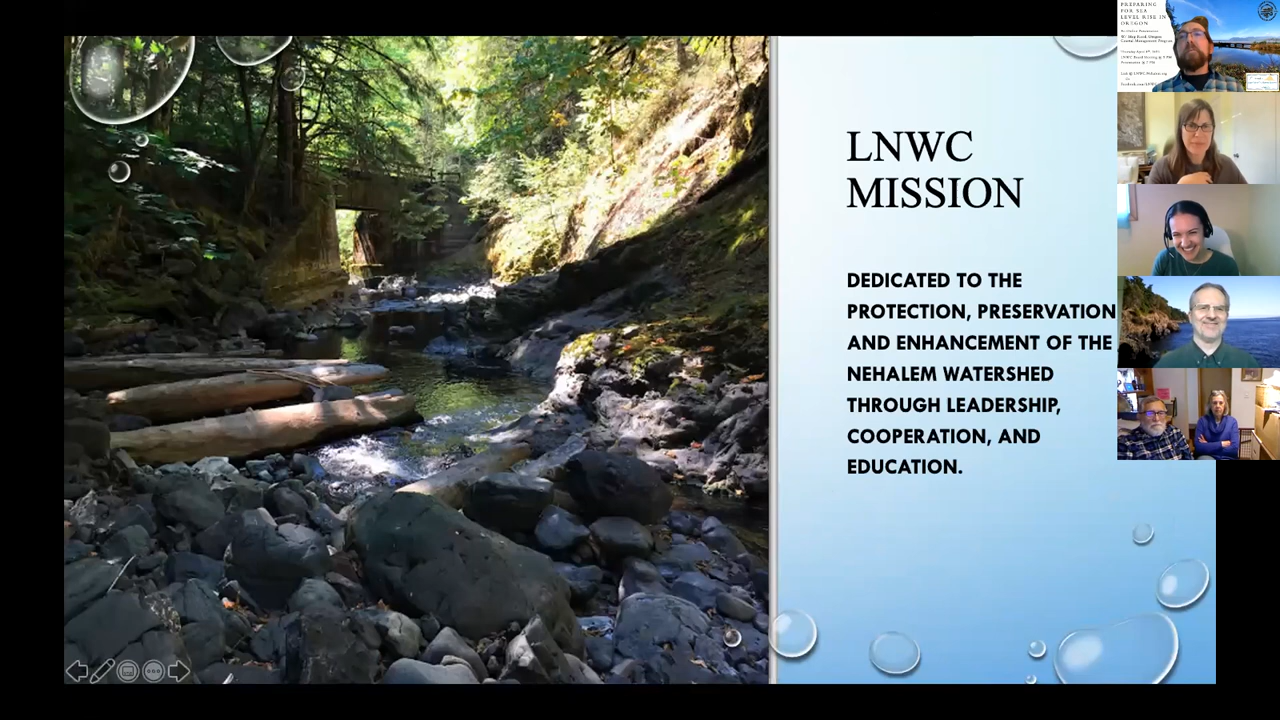 LNWC
MISSION
DEDICATED TO THE
PROTECTION, PRESERVATION
AND ENHANCEMENT OF THE
NEHALEM WATERSHED
THROUGH LEADERSHIP,
COOPERATION, AND
EDUCATION.
PREPARING
FOR SEA
LEVEL RISE IN
OREGON